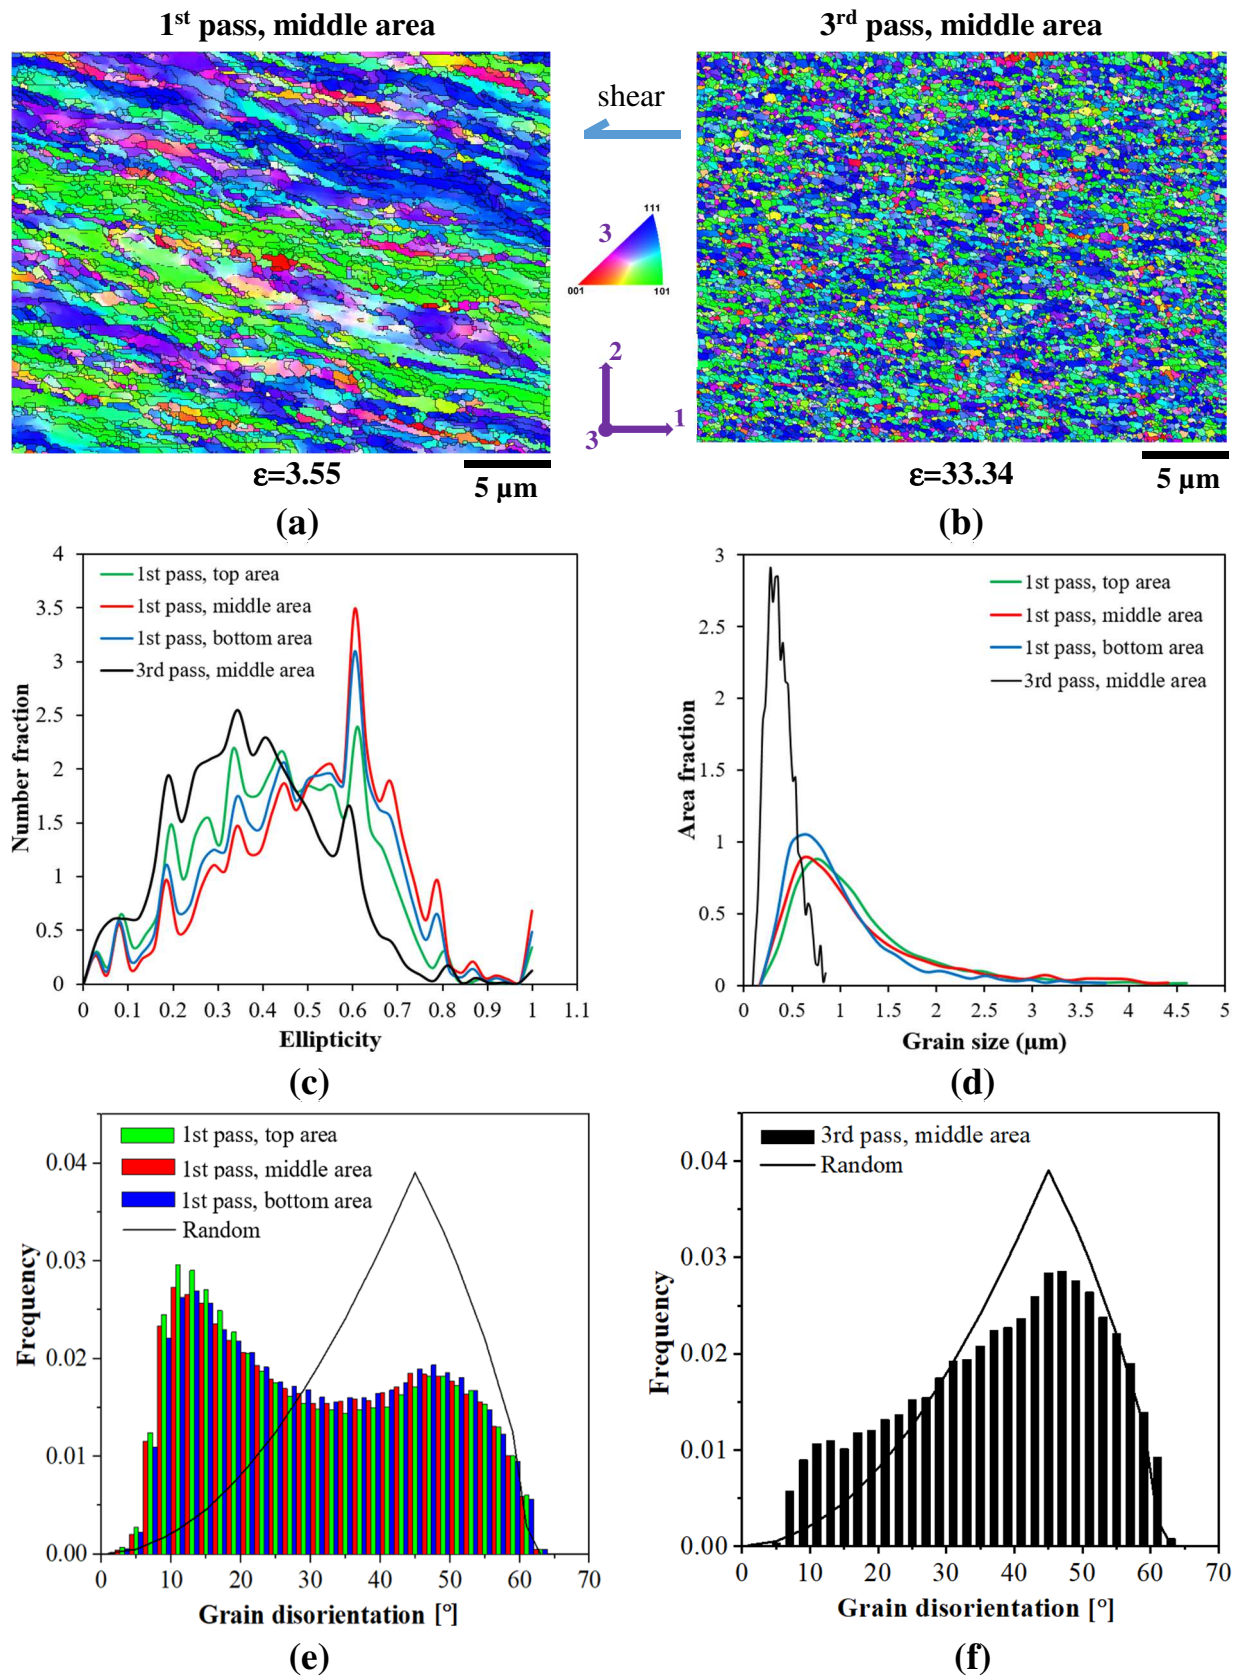 1st pass, middle area
3rd pass, middle area
shear
111
3
001
101
2
1
3
ε=3.55
5 µm
ε=33.34
5 µm
(a)
(b)
4
3.5
3
2.5
2
1.5
1
0.5
0
Number fraction
1st pass, top area
1st pass, middle area
1st pass, bottom area
3rd pass, middle area
0 0.1 0.2 0.3 0.4 0.5 0.6 0.7 0.8 0.9 1 1.1
Ellipticity
(c)
3
2.5
2
1.5
1
0.5
0
Area fraction
1st pass, top area
1st pass, middle area
1st pass, bottom area
3rd pass, middle area
0 0.5 1 1.5 2 2.5 3 3.5 4 4.5 5
Grain size (µm)
(d)
0.04
0.03
0.02
0.01
0.00
Frequency
1st pass, top area
1st pass, middle area
1st pass, bottom area
Random
0 10 20 30 40 50 60 70
Grain disorientation [°]
(e)
0.04
0.03
0.02
0.01
0.00
Frequency
3rd pass, middle area
Random
0 10 20 30 40 50 60 70
Grain disorientation [°]
(f)